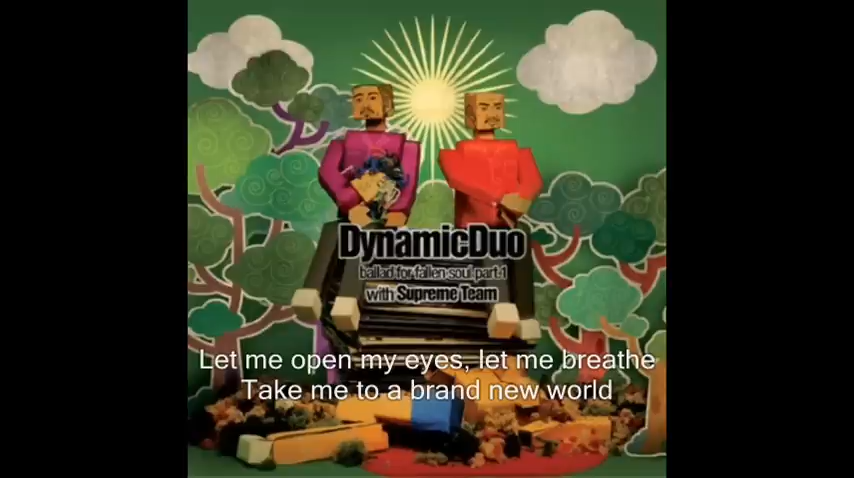 DynamicDuo
ballad for fallen soul part.1
with Supreme Team
Let me open my eyes, let me breathe
Take me to a brand new world